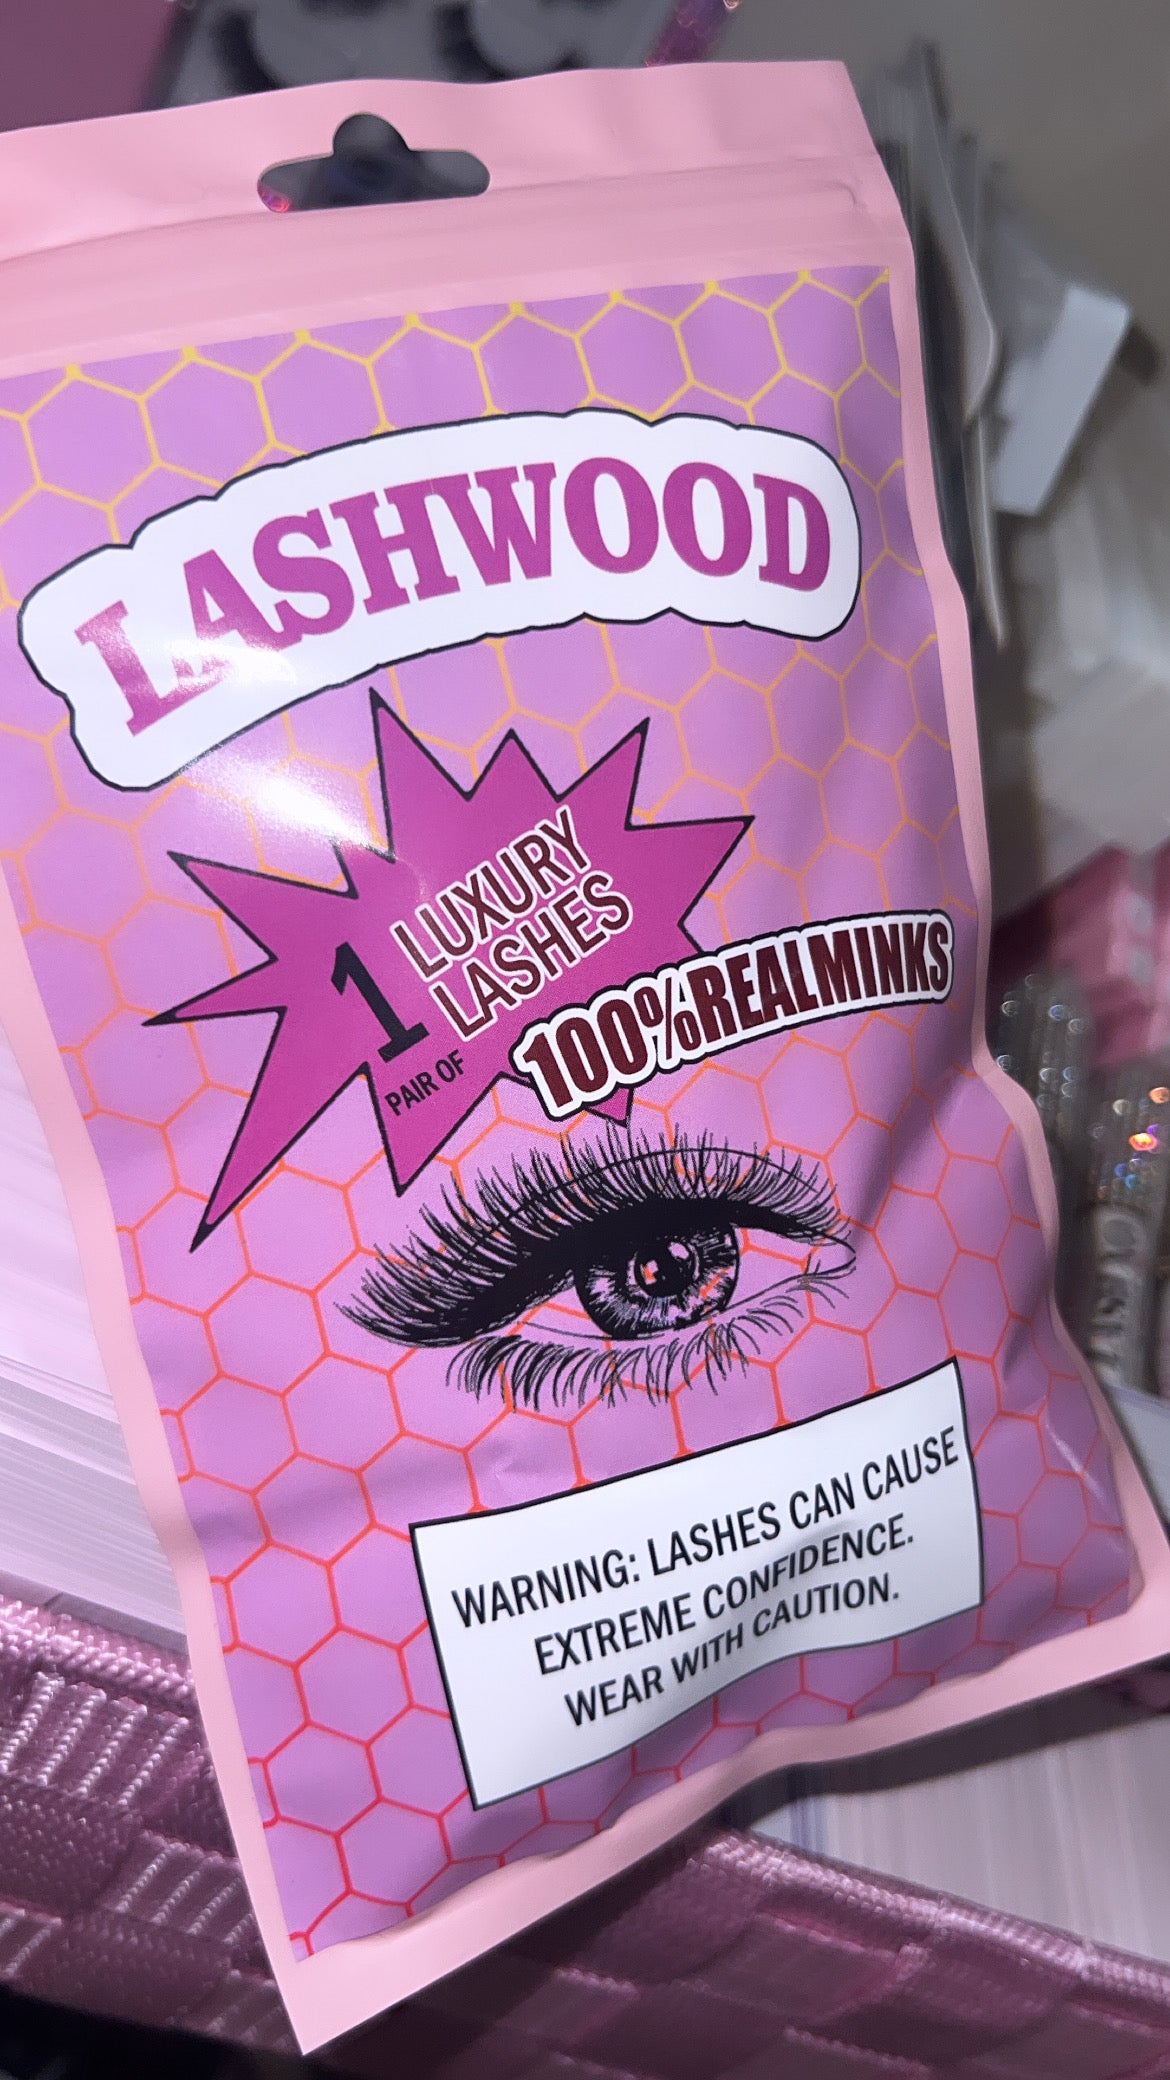 LASHWOOD
1
LUXURY
LASHES
PAIR OF
100%REALMINKS
WARNING: LASHES CAN CAUSE
EXTREME CONFIDENCE.
WEAR WITH CAUTION.